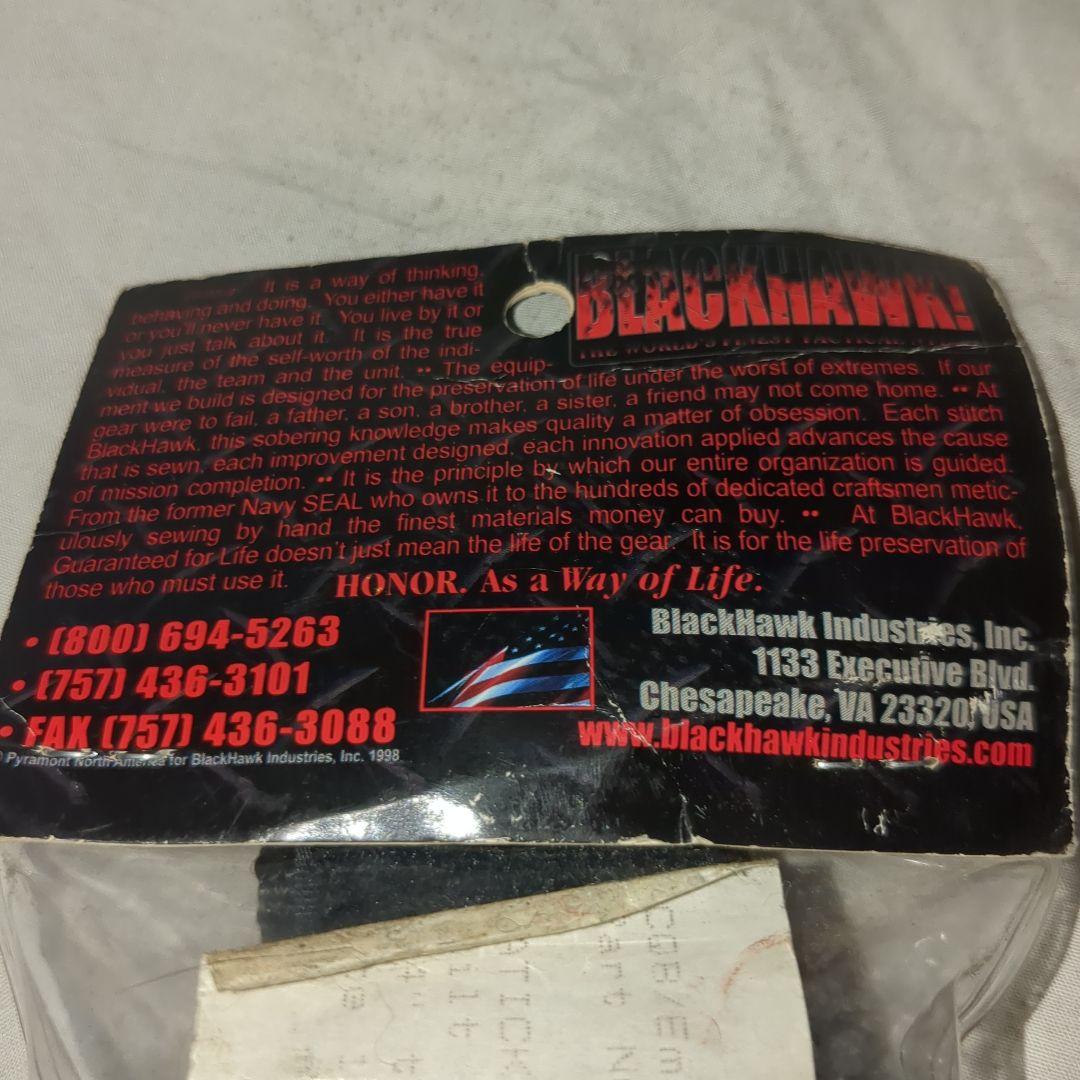 It is a way of thinking,
behaving and doing. You either have it
or you'll never have it. You live by it or
you just talk about it. It is the true
measure of the self-worth of the indi-
vidual, the team and the unit. •• The equip-
ment we build is designed for the preservation of life under the worst of extremes. If our
gear were to fail, a father, a son, a brother, a sister, a friend may not come home. •• At
BlackHawk, this sobering knowledge makes quality a matter of obsession. Each stitch
that is sewn, each improvement designed, each innovation applied advances the cause
of mission completion. •• It is the principle by which our entire organization is guided.
From the former Navy SEAL who owns it to the hundreds of dedicated craftsmen metic-
ulously sewing by hand the finest materials money can buy. •• At BlackHawk,
Guaranteed for Life doesn't just mean the life of the gear. It is for the life preservation of
those who must use it.
HONOR. As a Way of Life.
BLACKHAWK!
THE WORLD'S FINEST TACTICAL
• (800) 694-5263
• (757) 436-3101
• FAX (757) 436-3088
© Pyramont North America for BlackHawk Industries, Inc. 1998
BlackHawk Industries, Inc.
1133 Executive Blvd.
Chesapeake, VA 23320, USA
www.blackhawkindustries.com